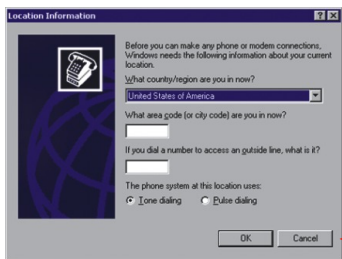 Location Information
Before you can make any phone or modem connections,
Windows needs the following information about your current
location.
What country/region are you in now?
United States of America
What area code (or city code) are you in now?
If you dial a number to access an outside line, what is it?
The phone system at this location uses:
Tone dialing Pulse dialing
OK Cancel